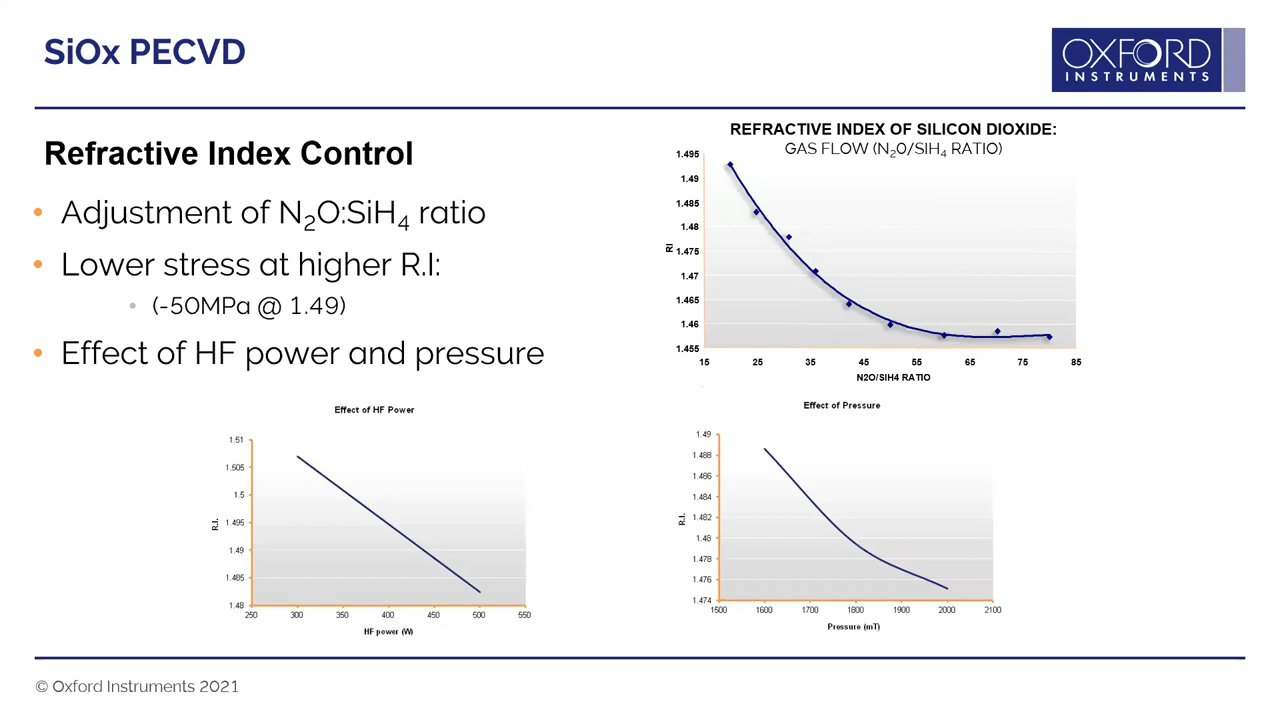 SiOx PECVD
OXFORD
INSTRUMENTS
Refractive Index Control
• Adjustment of N₂O:SiH₄ ratio
• Lower stress at higher R.I:
• (-50MPa @ 1.49)
• Effect of HF power and pressure
REFRACTIVE INDEX OF SILICON DIOXIDE:
GAS FLOW (N₂0/SIH₄ RATIO)
1.495
1.49
1.485
1.48
1.475
1.47
1.465
1.46
1.455
RI
15 25 35 45 55 65 75 85
N2O/SIH4 RATIO
Effect of HF Power
1.51
1.505
1.5
1.495
1.49
1.485
1.48
R.I.
250 300 350 400 450 500 550
HF power (W)
Effect of Pressure
1.49
1.488
1.486
1.484
1.482
1.48
1.478
1.476
1.474
R.I.
1500 1600 1700 1800 1900 2000 2100
Pressure (mT)
© Oxford Instruments 2021